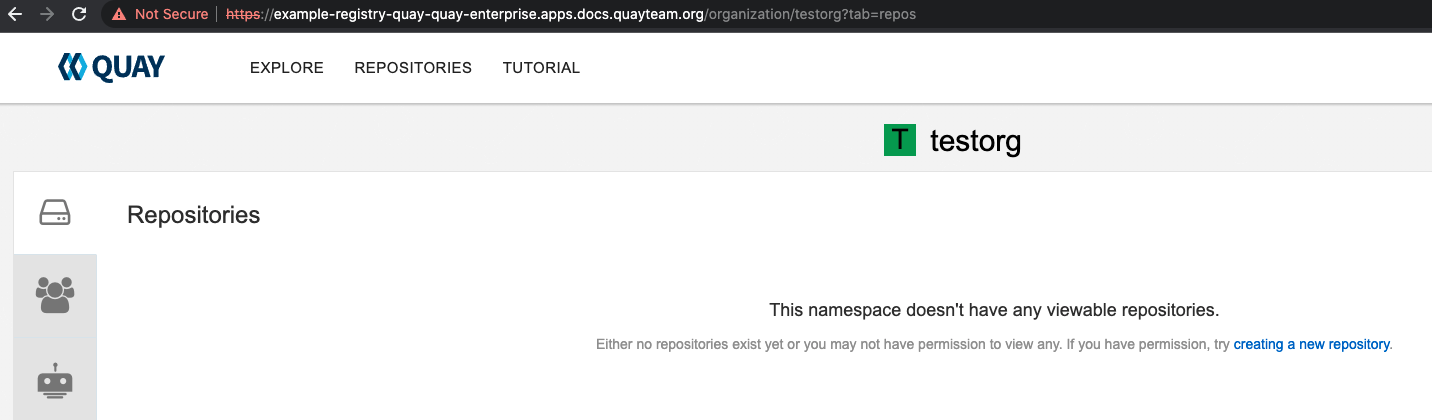 Not Secure | https://example-registry-quay-quay-enterprise.apps.docs.quayteam.org/organization/testorg?tab=repos
QUAY EXPLORE REPOSITORIES TUTORIAL
T testorg
Repositories
This namespace doesn't have any viewable repositories.
Either no repositories exist yet or you may not have permission to view any. If you have permission, try creating a new repository.